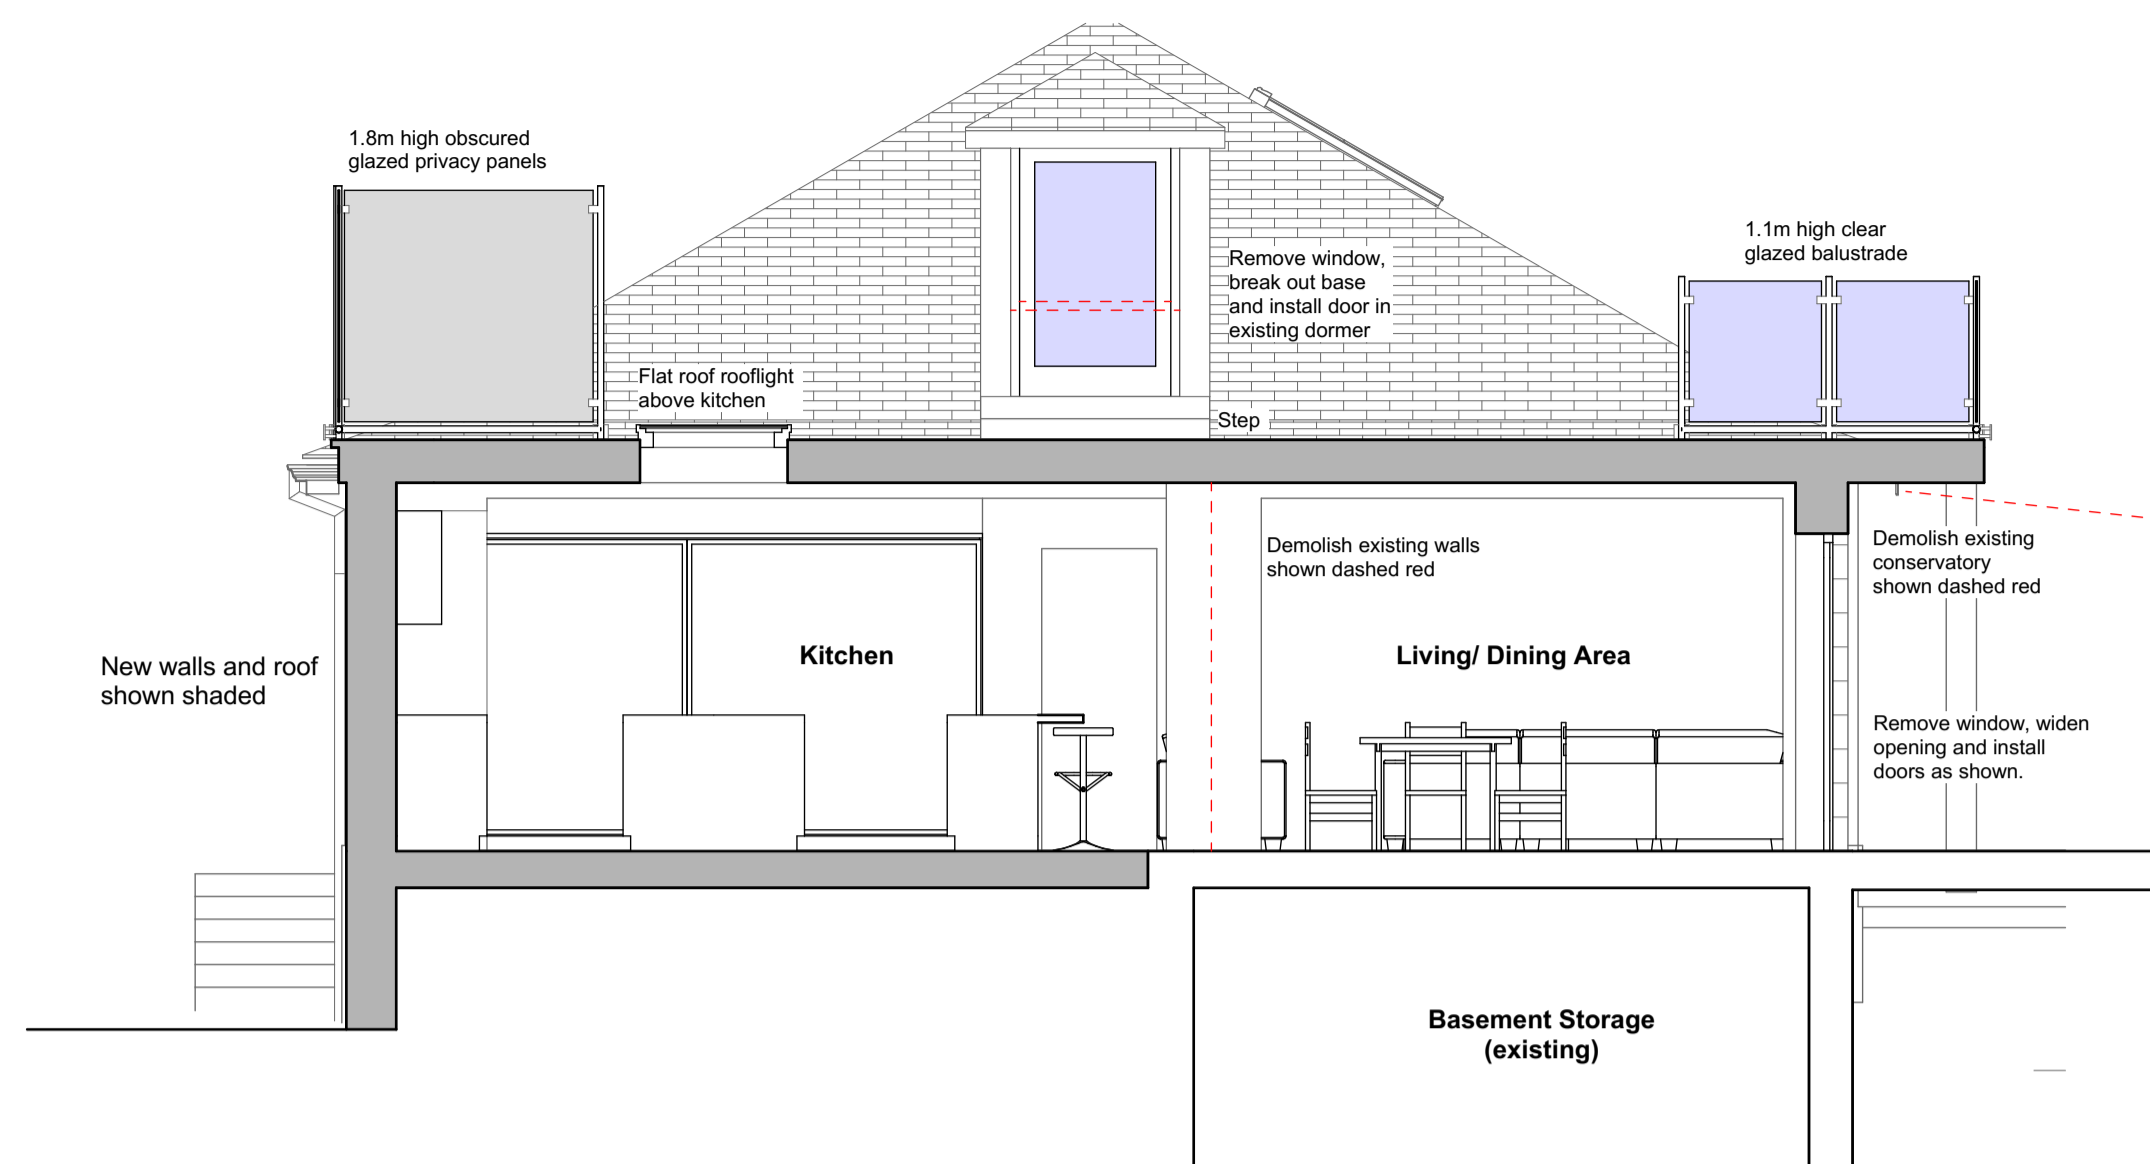 1.8m high obscured
glazed privacy panels
1.1m high clear
glazed balustrade
Remove window,
break out base
and install door in
existing dormer
Flat roof rooflight
above kitchen
Step
Demolish existing walls
shown dashed red
Demolish existing
conservatory
shown dashed red
New walls and roof
shown shaded
Kitchen
Living/ Dining Area
Remove window, widen
opening and install
doors as shown.
Basement Storage
(existing)